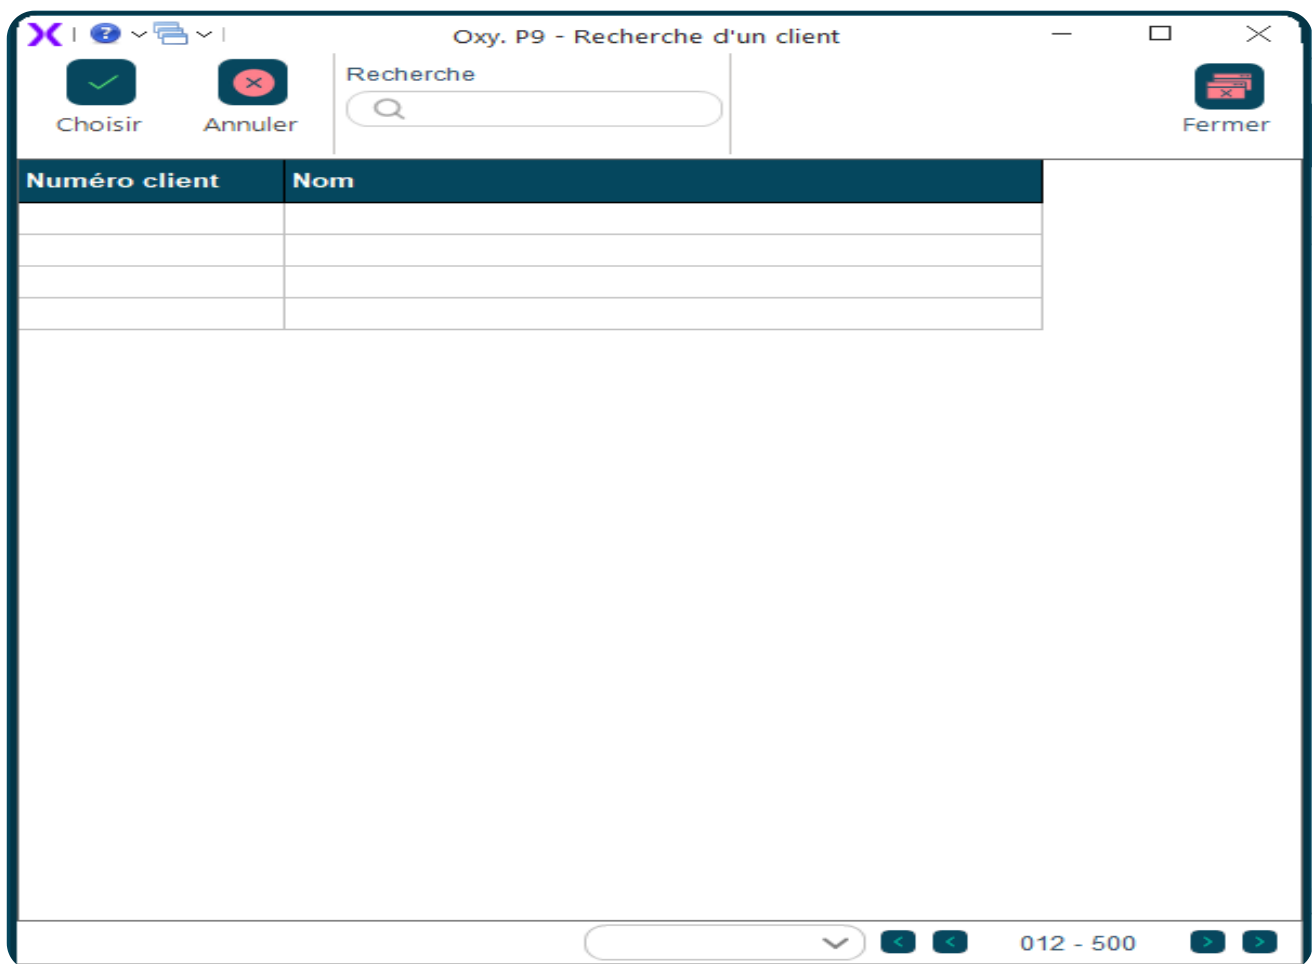 Oxy. P9 - Recherche d'un client
Recherche
Choisir Annuler Fermer
Numéro client Nom
012 - 500